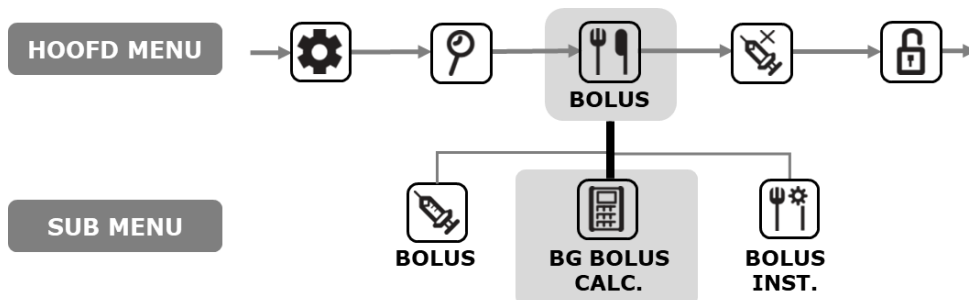 HOOFD MENU
BOLUS
SUB MENU
BOLUS
BG BOLUS
CALC.
BOLUS
INST.